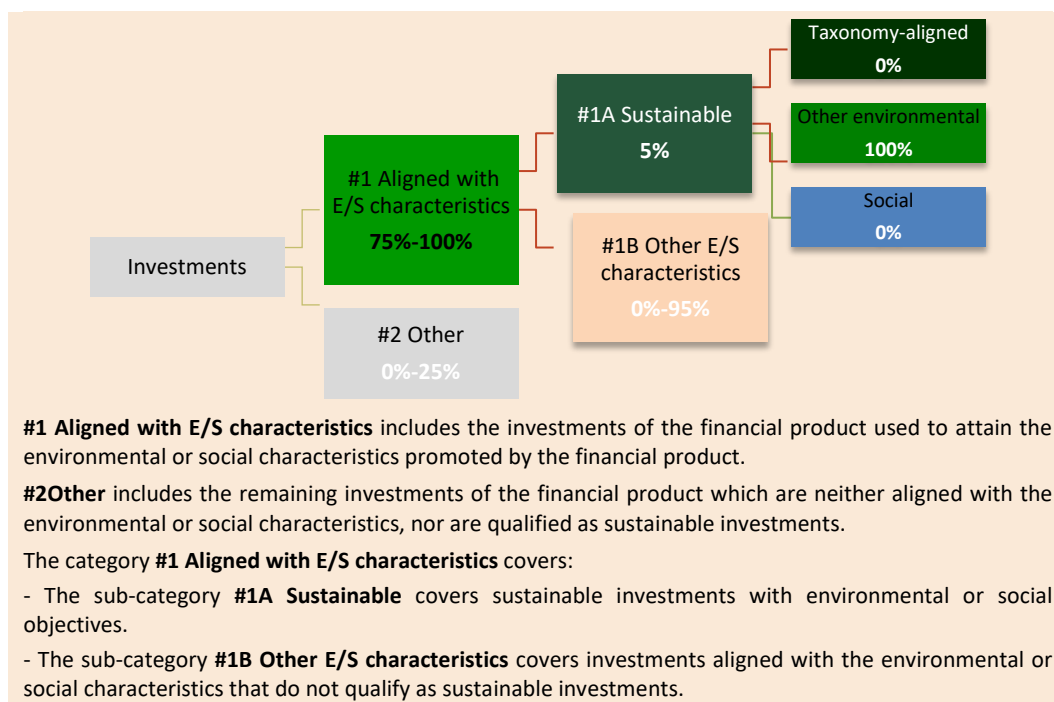 Taxonomy-aligned
0%
#1A Sustainable
5%
Other environmental
100%
#1 Aligned with
E/S characteristics
75%-100%
Social
0%
#1B Other E/S
characteristics
0%-95%
Investments
#2 Other
0%-25%
#1 Aligned with E/S characteristics includes the investments of the financial product used to attain the
environmental or social characteristics promoted by the financial product.
#2Other includes the remaining investments of the financial product which are neither aligned with the
environmental or social characteristics, nor are qualified as sustainable investments.
The category #1 Aligned with E/S characteristics covers:
- The sub-category #1A Sustainable covers sustainable investments with environmental or social
objectives.
- The sub-category #1B Other E/S characteristics covers investments aligned with the environmental or
social characteristics that do not qualify as sustainable investments.